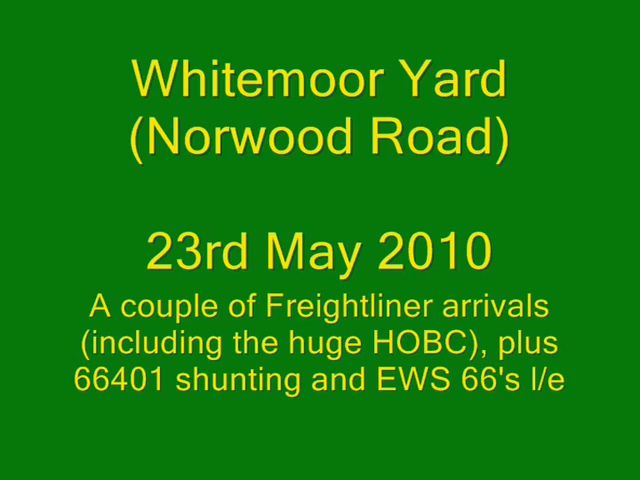 Whitemoor Yard
(Norwood Road)
23rd May 2010
A couple of Freightliner arrivals
(including the huge HOBC), plus
66401 shunting and EWS 66's l/e